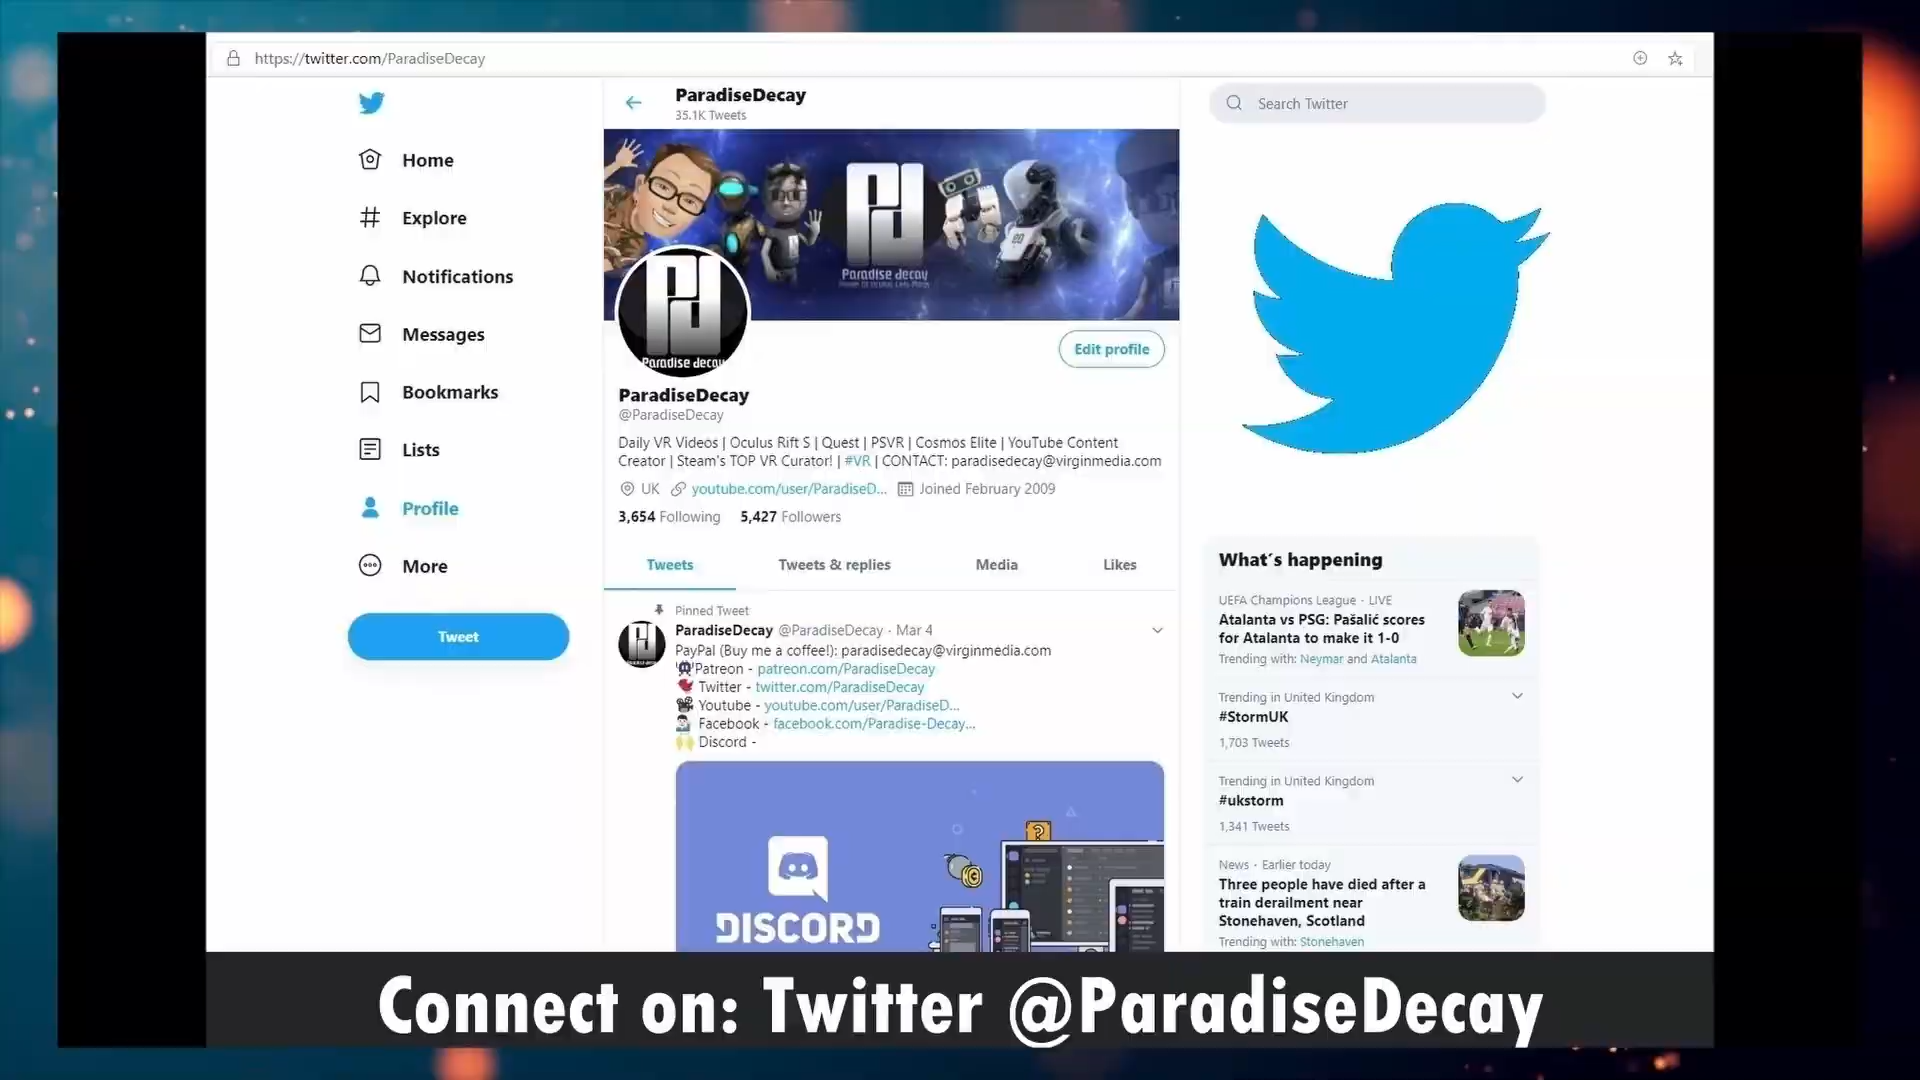 https://twitter.com/ParadiseDecay
ParadiseDecay
35.1K Tweets
Search Twitter
Home
Explore
Notifications
Messages
Bookmarks
Lists
Profile
More
Tweet
Paradise decay
Paradise decay
Edit profile
ParadiseDecay
@ParadiseDecay
Daily VR Videos | Oculus Rift S | Quest | PSVR | Cosmos Elite | YouTube Content
Creator | Steam's TOP VR Curator! | #VR | CONTACT: paradisedecay@virginmedia.com
UK youtube.com/user/ParadiseD... Joined February 2009
3,654 Following 5,427 Followers
Tweets Tweets & replies Media Likes
Pinned Tweet
ParadiseDecay @ParadiseDecay · Mar 4
PayPal (Buy me a coffee!): paradisedecay@virginmedia.com
Patreon - patreon.com/ParadiseDecay
Twitter - twitter.com/ParadiseDecay
Youtube - youtube.com/user/ParadiseD...
Facebook - facebook.com/Paradise-Decay...
Discord -
DISCORD
What´s happening
UEFA Champions League · LIVE
Atalanta vs PSG: Pašalić scores
for Atalanta to make it 1-0
Trending with: Neymar and Atalanta
Trending in United Kingdom
#StormUK
1,703 Tweets
Trending in United Kingdom
#ukstorm
1,341 Tweets
News · Earlier today
Three people have died after a
train derailment near
Stonehaven, Scotland
Trending with: Stonehaven
Connect on: Twitter @ParadiseDecay